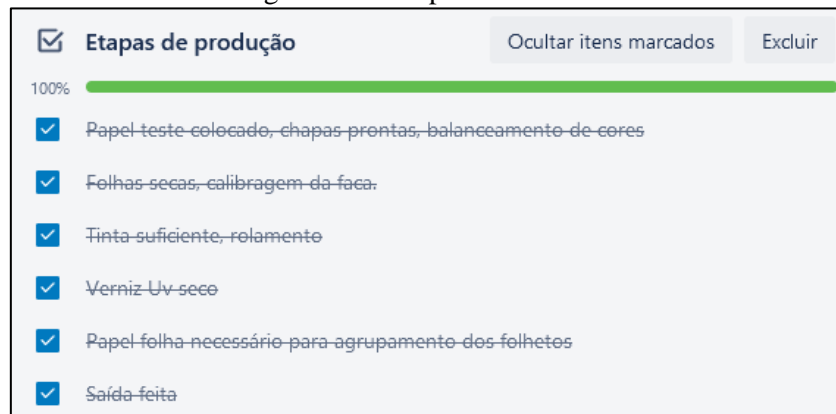 Etapas de produção Ocultar itens marcados Excluir
100%
Papel teste colocado, chapas prontas, balanceamento de cores
Folhas secas, calibragem da faca.
Tinta suficiente, rolamento
Verniz Uv seco
Papel folha necessário para agrupamento dos folhetos
Saída feita